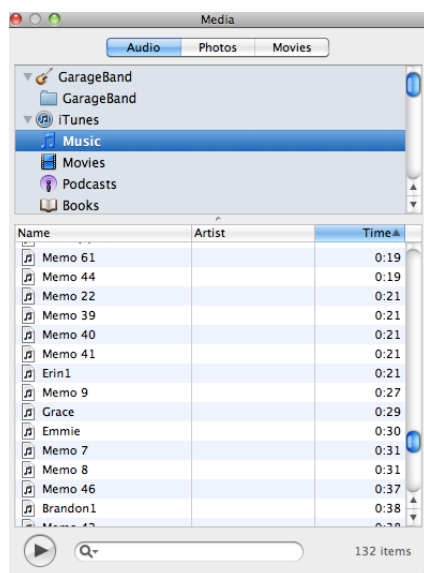 Media
Audio Photos Movies
GarageBand
GarageBand
iTunes
Music
Movies
Podcasts
Books
Name Artist Time
Memo 61 0:19
Memo 44 0:19
Memo 22 0:21
Memo 39 0:21
Memo 40 0:21
Memo 41 0:21
Erin1 0:21
Memo 9 0:27
Grace 0:29
Emmie 0:30
Memo 7 0:31
Memo 8 0:31
Memo 46 0:37
Brandon1 0:38
132 items